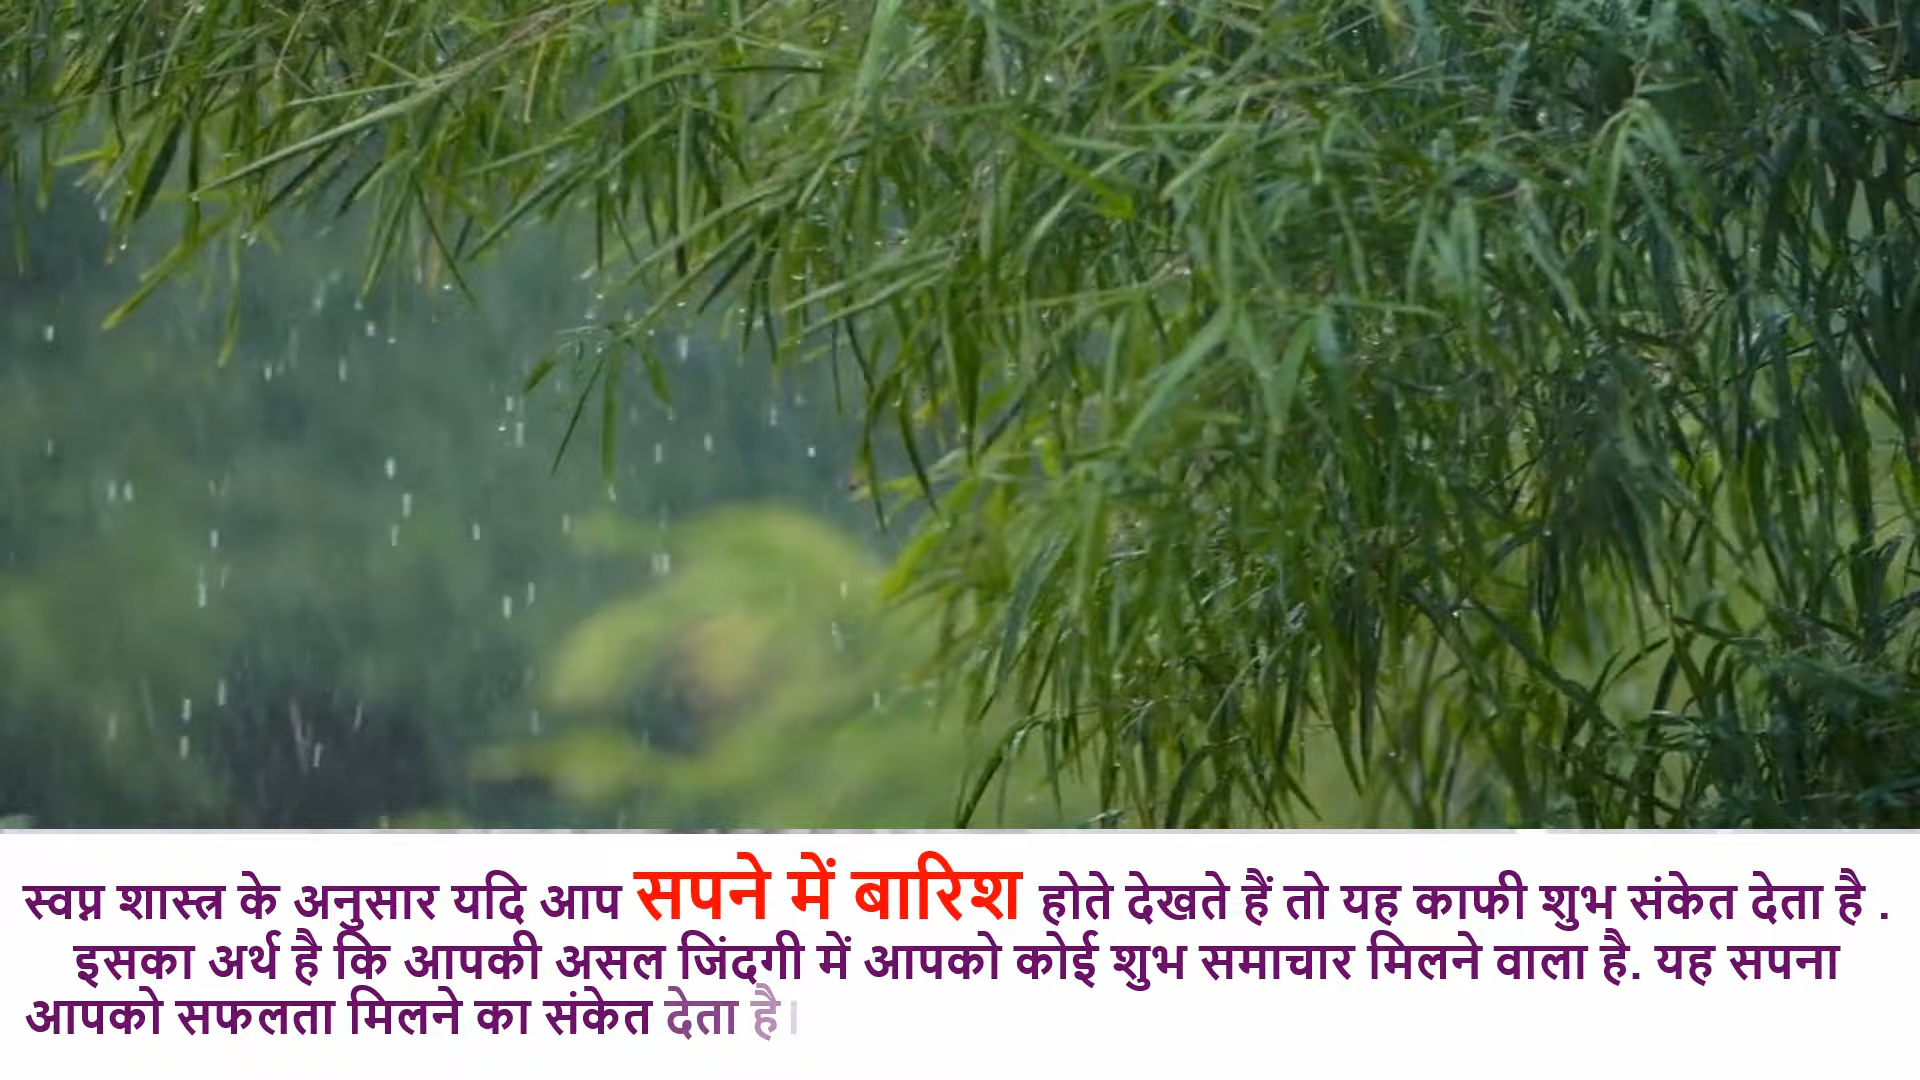 स्वप्न शास्त्र के अनुसार यदि आप सपने में बारिश होते देखते हैं तो यह काफी शुभ संकेत देता है .
इसका अर्थ है कि आपकी असल जिंदगी में आपको कोई शुभ समाचार मिलने वाला है. यह सपना
आपको सफलता मिलने का संकेत देता है।